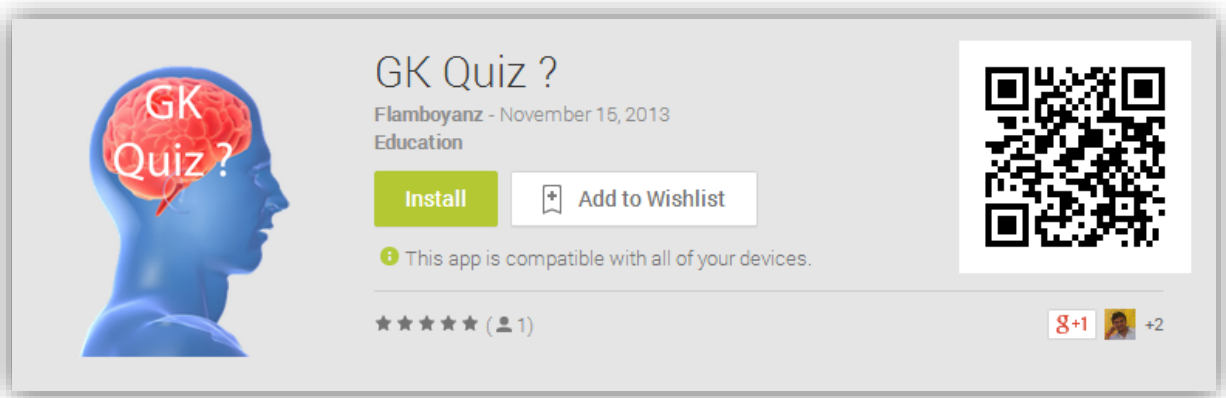 GK
Quiz ?
GK Quiz ?
Flamboyanz - November 15, 2013
Education
Install
Add to Wishlist
This app is compatible with all of your devices.
(1)
g+1
+2